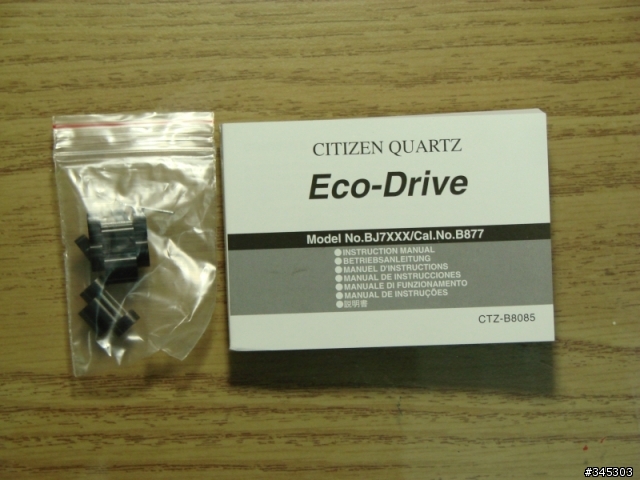 CITIZEN QUARTZ
Eco-Drive
Model No.BJ7XXX/Cal.No.B877
●INSTRUCTION MANUAL
●BETRIEBSANLEITUNG
●MANUEL D'INSTRUCTIONS
●MANUAL DE INSTRUCCIONES
●MANUALE DI FUNZIONAMENTO
●MANUAL DE INSTRUÇÕES
●説明書
CTZ-B8085
#345303